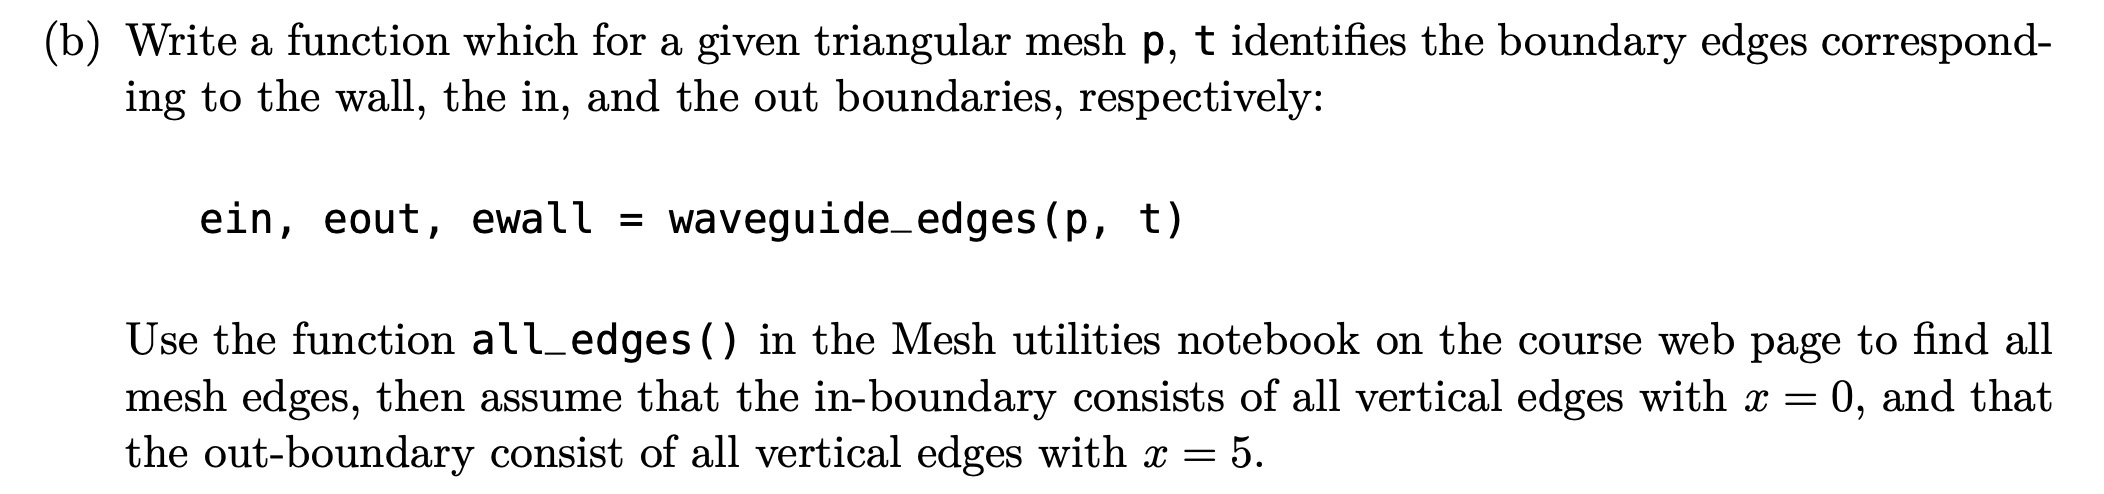 (b) Write a function which for a given triangular mesh p, t identifies the boundary edges correspond-
ing to the wall, the in, and the out boundaries, respectively:
ein, eout, ewall = waveguide_edges(p, t)
Use the function all_edges() in the Mesh utilities notebook on the course web page to find all
mesh edges, then assume that the in-boundary consists of all vertical edges with x = 0, and that
the out-boundary consist of all vertical edges with x = 5.